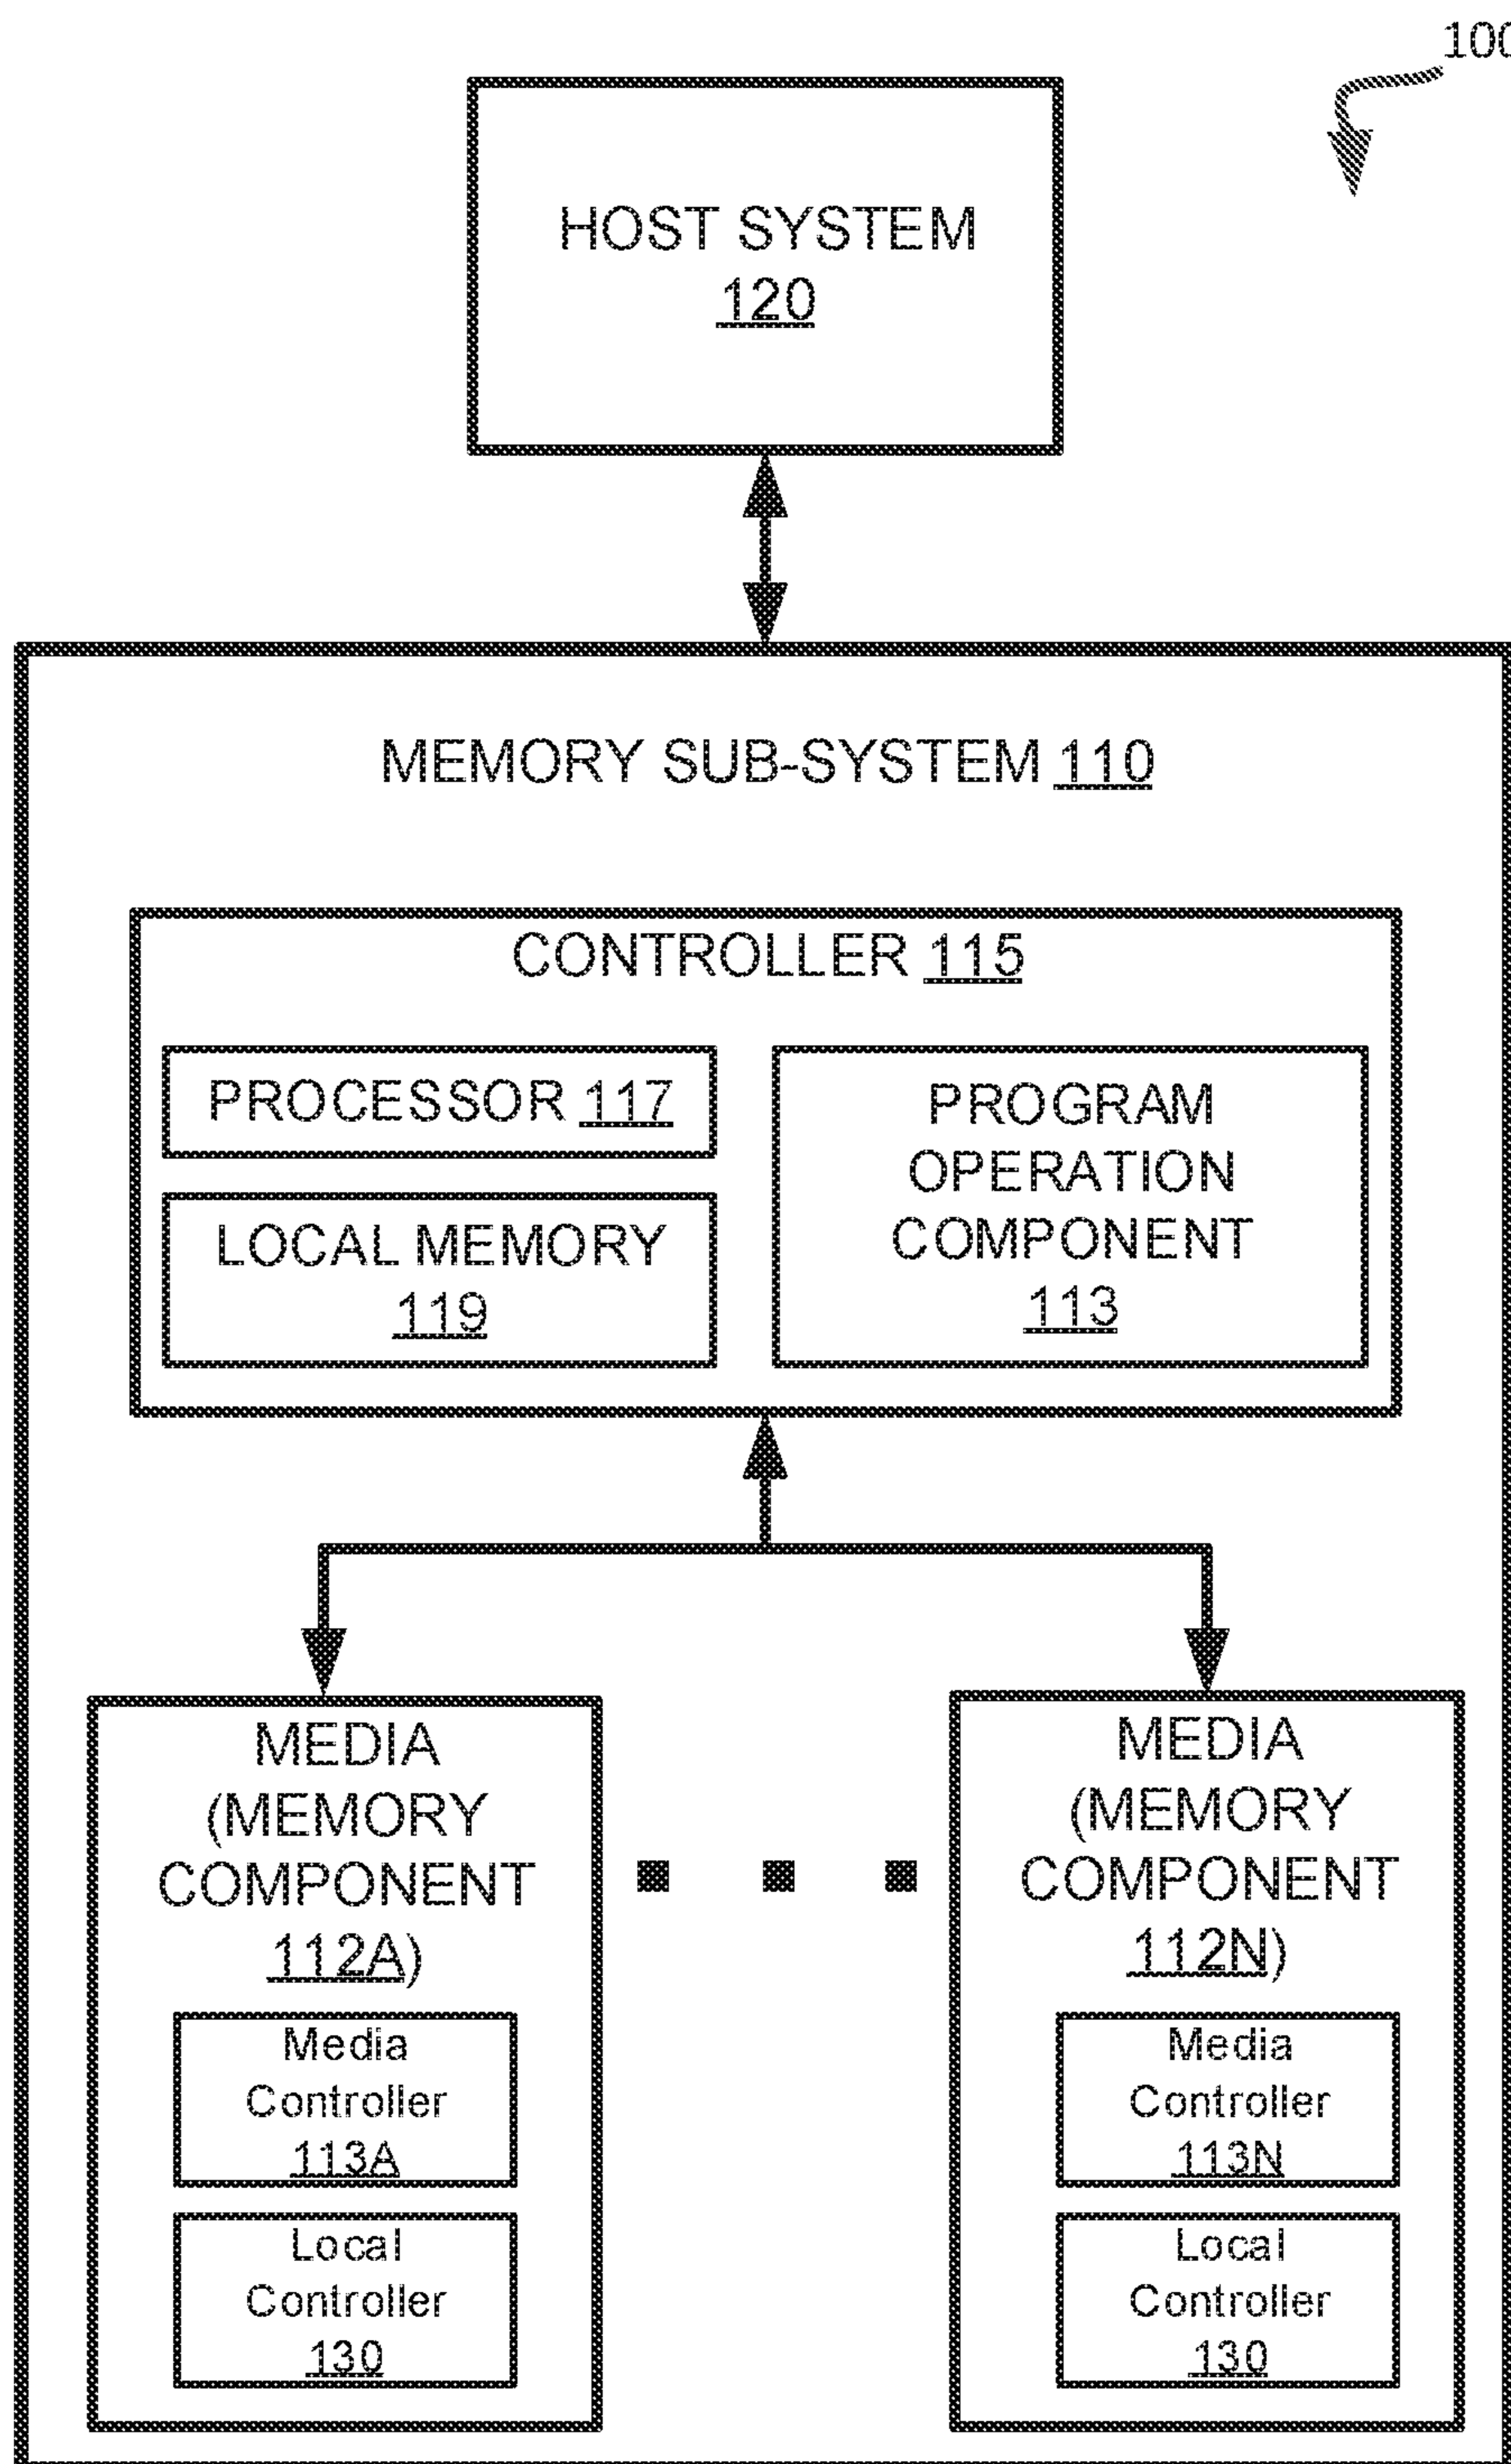 100
HOST SYSTEM
120
MEMORY SUB-SYSTEM 110
CONTROLLER 115
PROCESSOR 117
LOCAL MEMORY
119
PROGRAM
OPERATION
COMPONENT
113
MEDIA
(MEMORY
COMPONENT
112A)
Media
Controller
113A
Local
Controller
130
MEDIA
(MEMORY
COMPONENT
112N)
Media
Controller
113N
Local
Controller
130